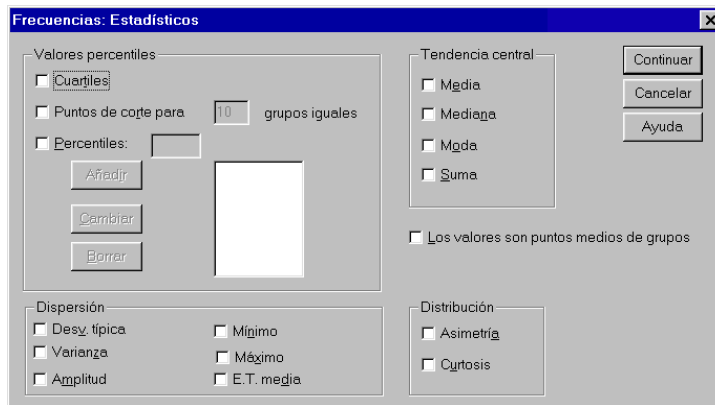 Frecuencias: Estadísticos
Valores percentiles
Cuartiles
Puntos de corte para 10 grupos iguales
Percentiles:
Añadir
Cambiar
Borrar
Tendencia central
Media
Mediana
Moda
Suma
Continuar
Cancelar
Ayuda
Los valores son puntos medios de grupos
Dispersión
Desv. típica
Mínimo
Varianza
Máximo
Amplitud
E.T. media
Distribución
Asimetría
Curtosis